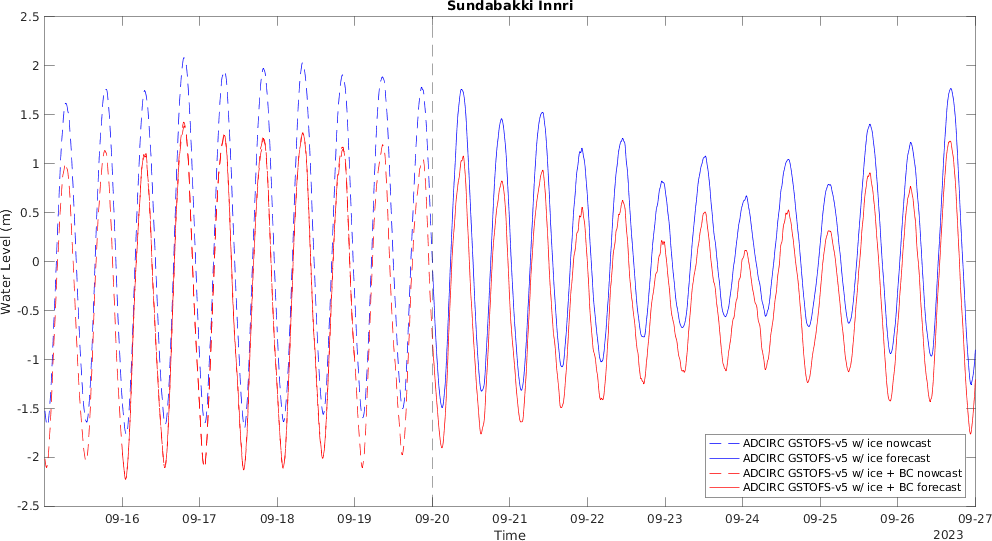 Sundabakki Innri
2.5
2
1.5
1
0.5
0
-0.5
-1
-1.5
-2
-2.5
Water Level (m)
ADCIRC GSTOFS-v5 w/ ice nowcast
ADCIRC GSTOFS-v5 w/ ice forecast
ADCIRC GSTOFS-v5 w/ ice + BC nowcast
ADCIRC GSTOFS-v5 w/ ice + BC forecast
09-16 09-17 09-18 09-19 09-20 09-21 09-22 09-23 09-24 09-25 09-26 09-27
Time
2023